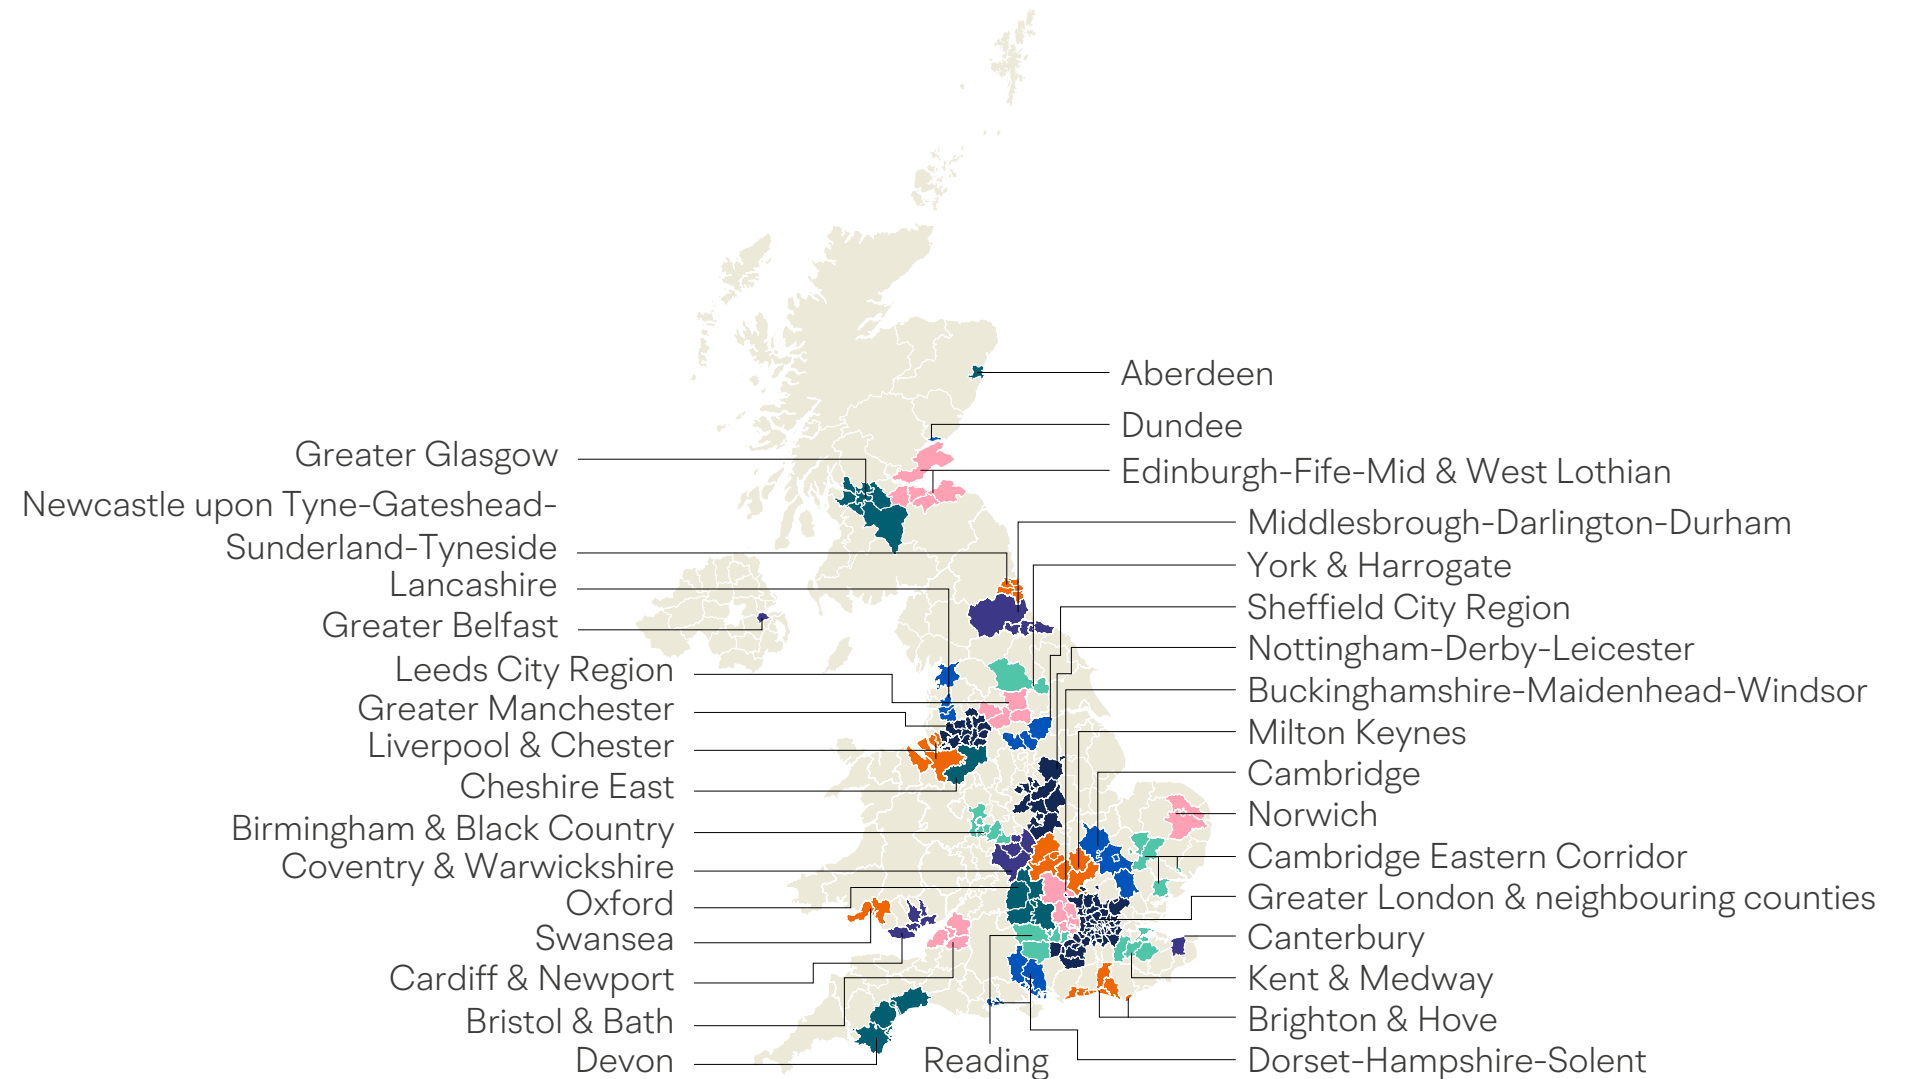 Greater Glasgow
Newcastle upon Tyne-Gateshead-
Sunderland-Tyneside
Lancashire
Greater Belfast
Leeds City Region
Greater Manchester
Liverpool & Chester
Cheshire East
Birmingham & Black Country
Coventry & Warwickshire
Oxford
Swansea
Cardiff & Newport
Bristol & Bath
Devon
Reading
Aberdeen
Dundee
Edinburgh-Fife-Mid & West Lothian
Middlesbrough-Darlington-Durham
York & Harrogate
Sheffield City Region
Nottingham-Derby-Leicester
Buckinghamshire-Maidenhead-Windsor
Milton Keynes
Cambridge
Norwich
Cambridge Eastern Corridor
Greater London & neighbouring counties
Canterbury
Kent & Medway
Brighton & Hove
Dorset-Hampshire-Solent